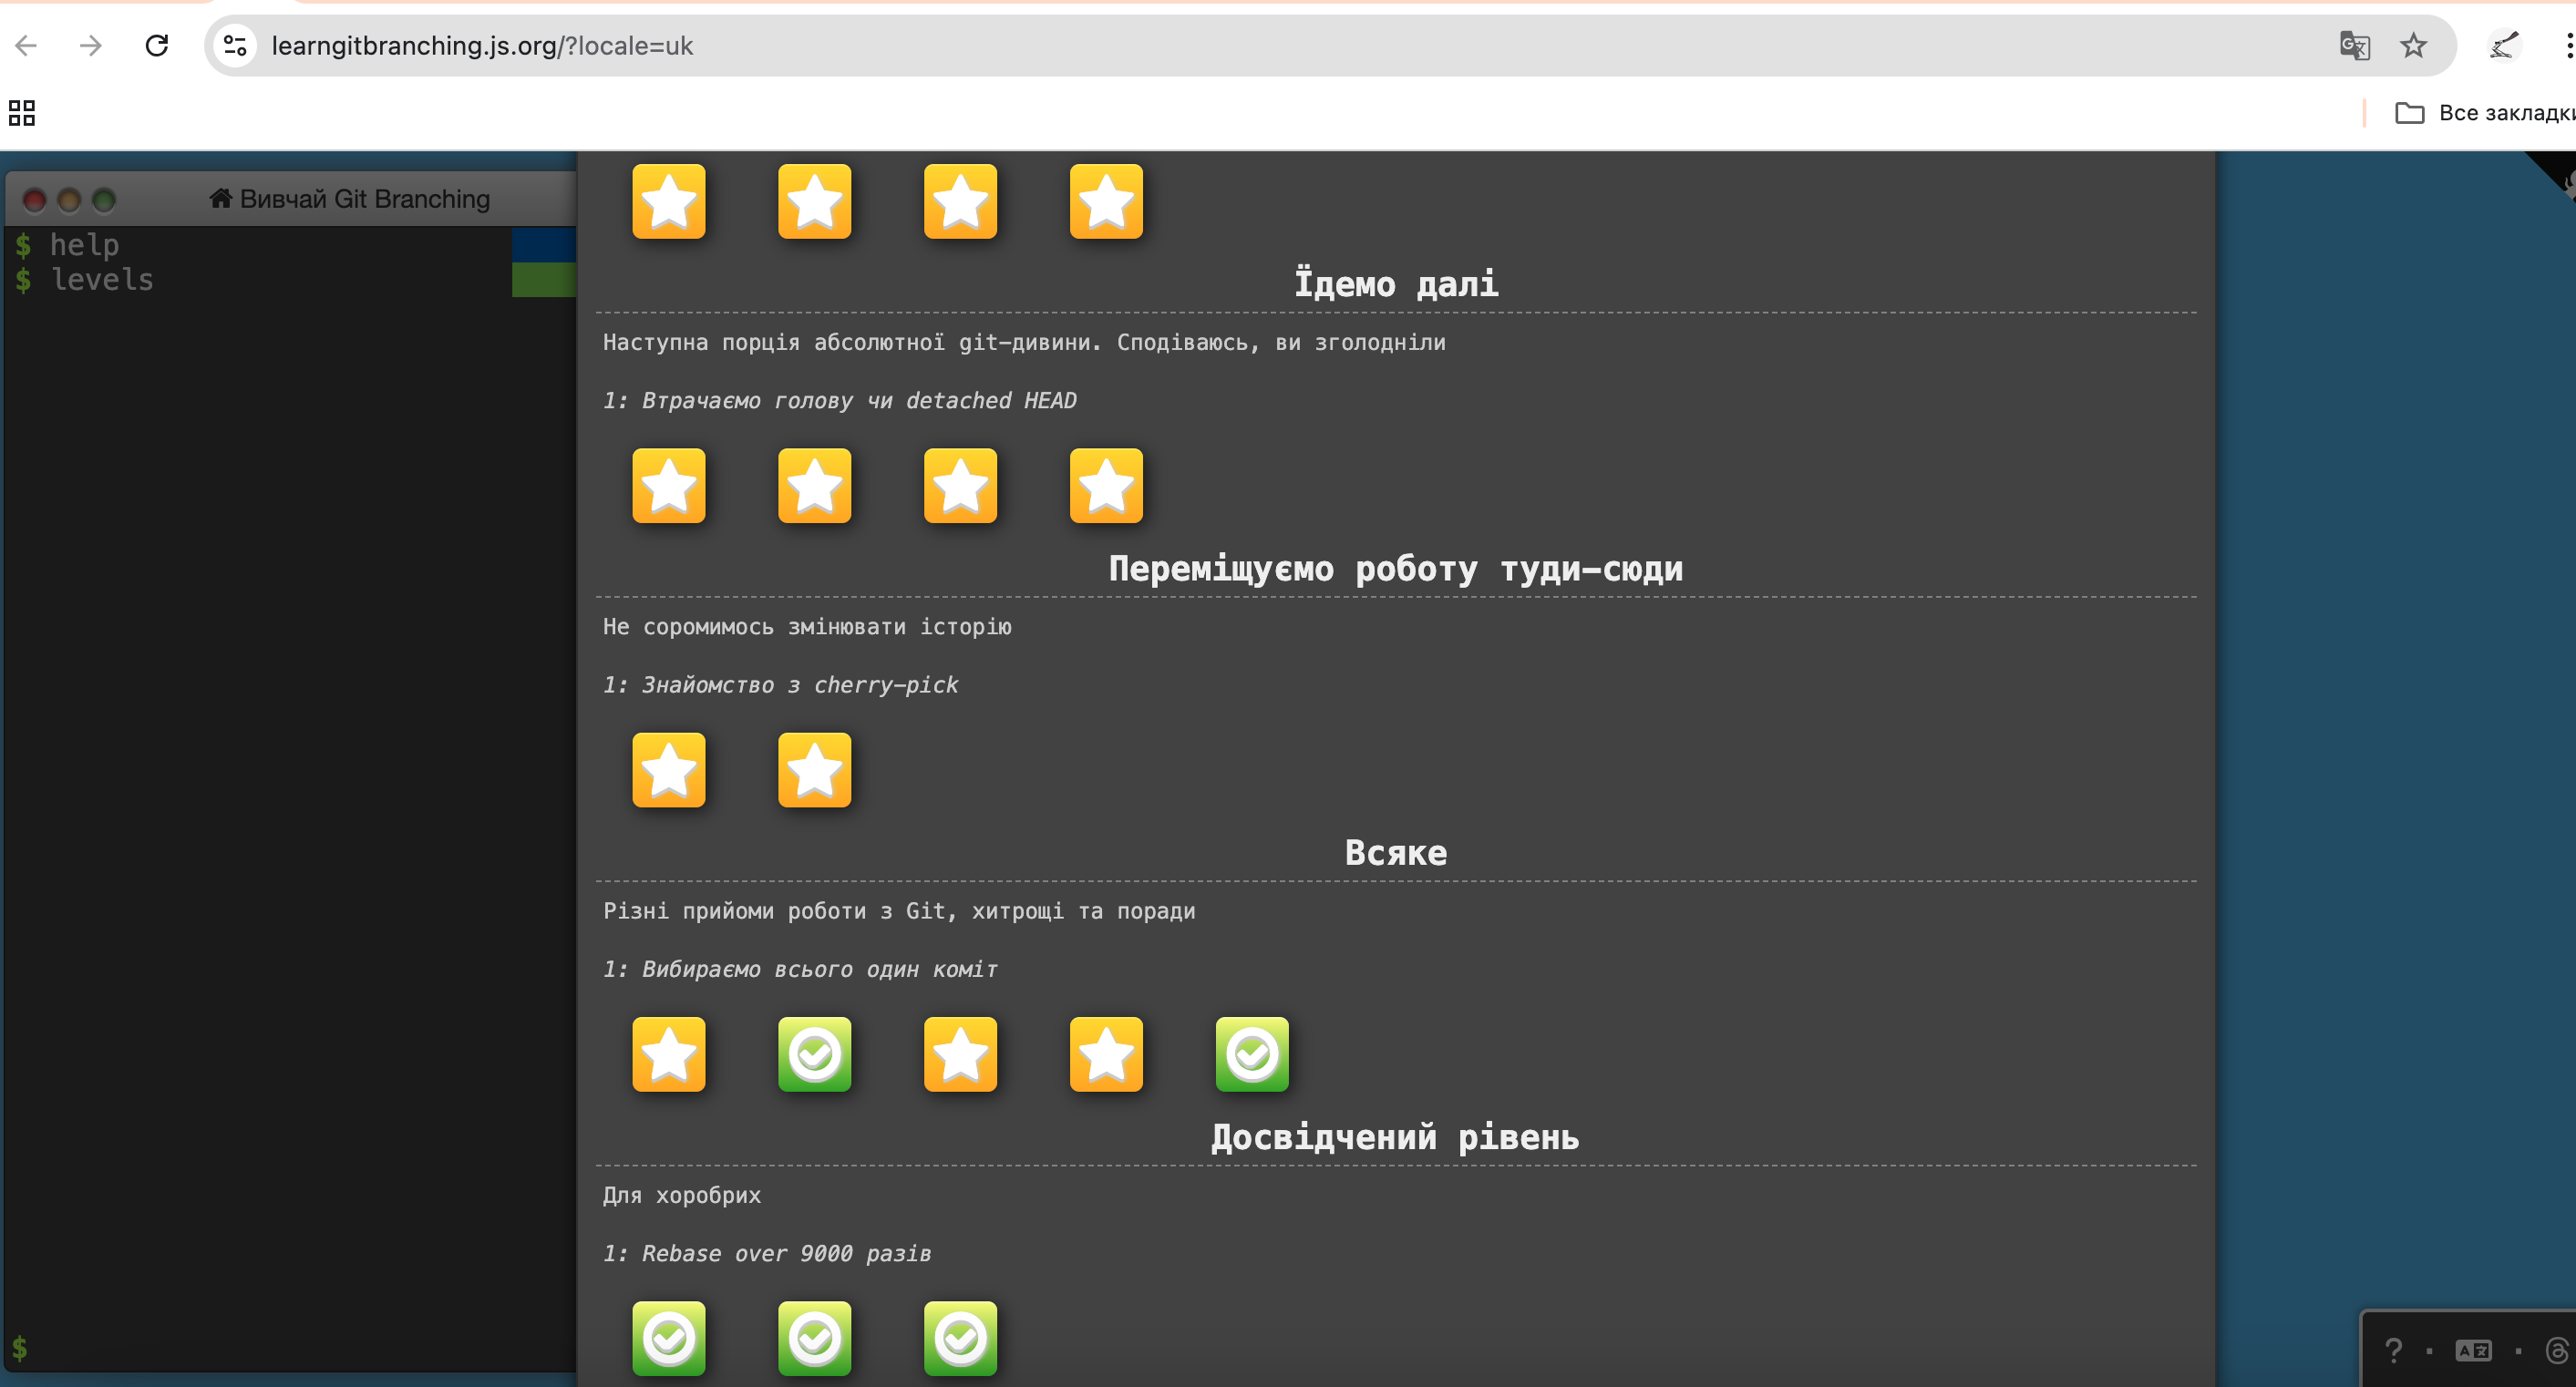 learngitbranching.js.org/?locale=uk
Все закладки
Вивчай Git Branching
$ help
$ levels
Їдемо далі
Наступна порція абсолютної git-дивини. Сподіваюсь, ви зголодніли
1: Втрачаємо голову чи detached HEAD
Переміщуємо роботу туди-сюди
Не соромимось змінювати історію
1: Знайомство з cherry-pick
Всяке
Різні прийоми роботи з Git, хитрощі та поради
1: Вибираємо всього один коміт
Досвідчений рівень
Для хоробрих
1: Rebase over 9000 разів
$
?